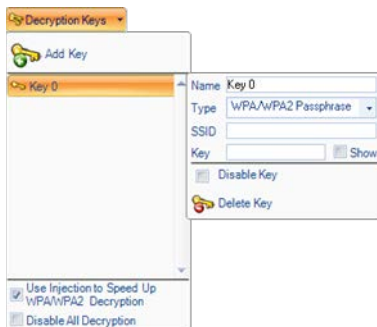 Decryption Keys
Add Key
Key 0
Name Key 0
Type WPA/WPA2 Passphrase
SSID
Key Show
Disable Key
Delete Key
Use Injection to Speed Up
WPA/WPA2 Decryption
Disable All Decryption